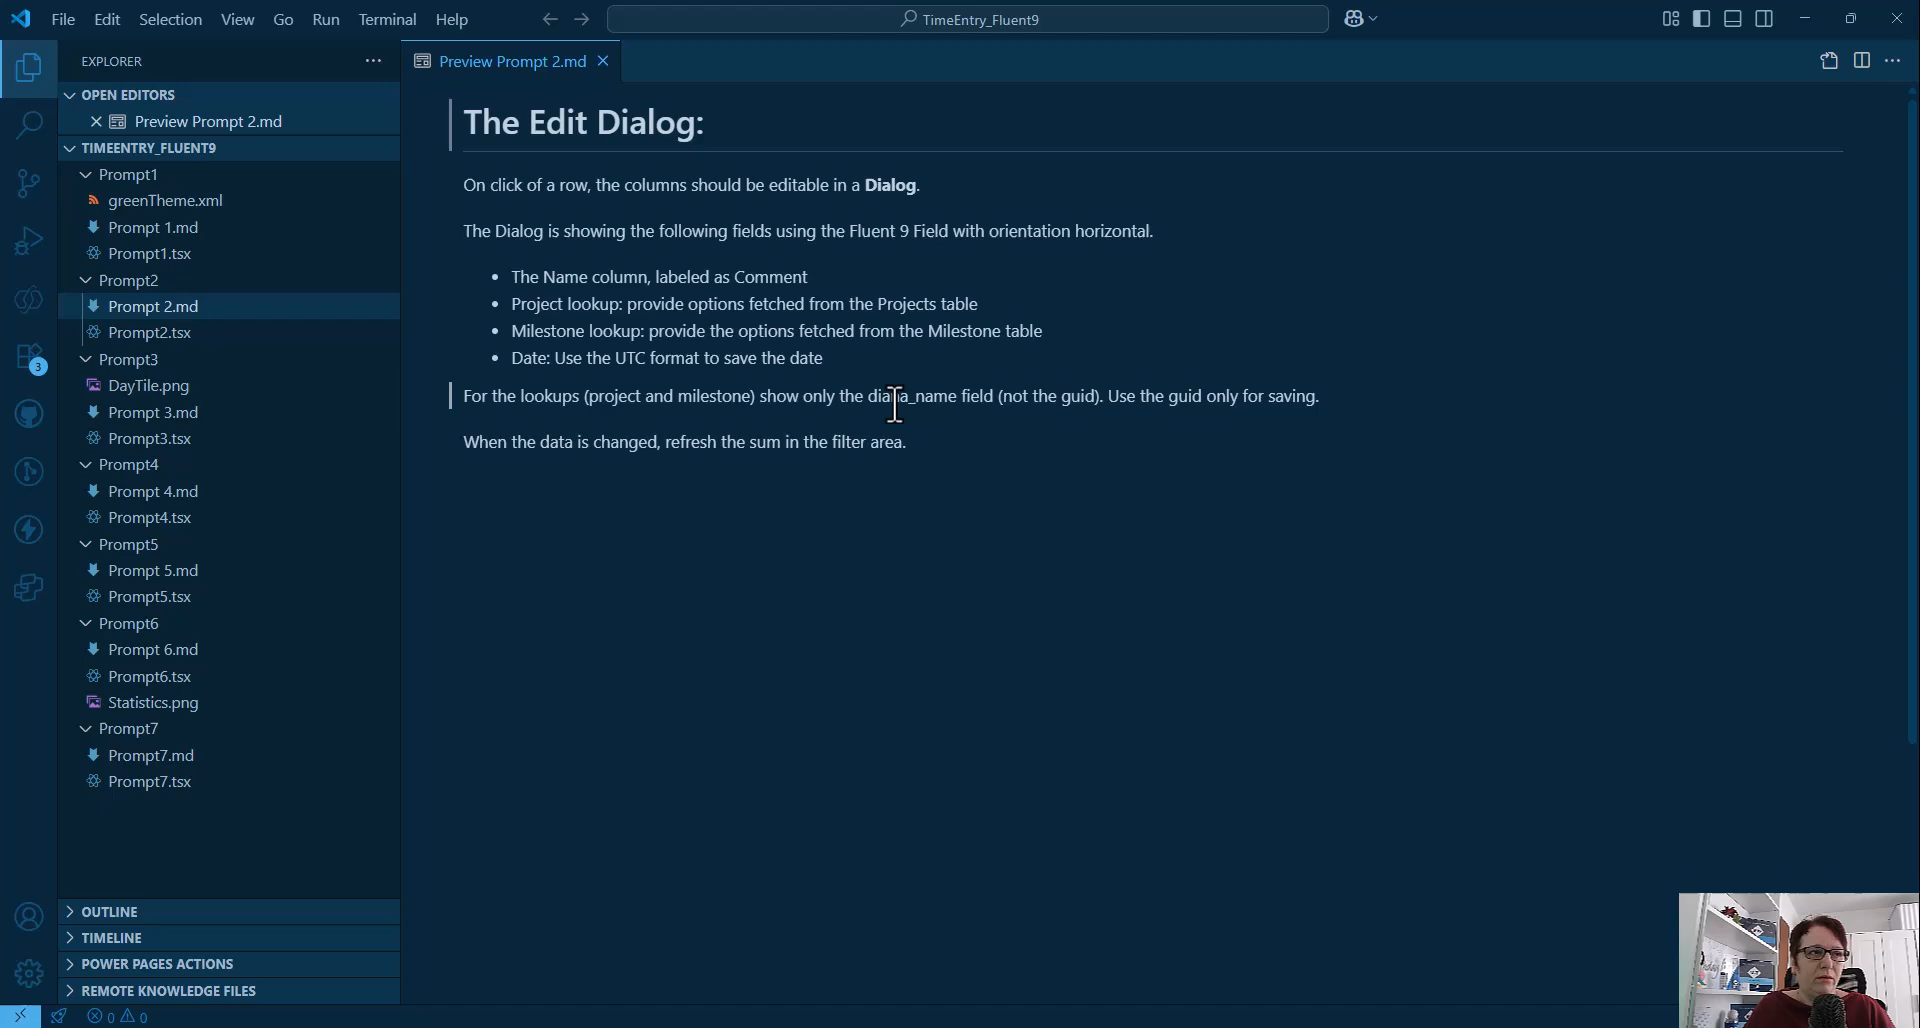 File Edit Selection View Go Run Terminal Help
TimeEntry_Fluent9
EXPLORER
OPEN EDITORS
Preview Prompt 2.md
TIMEENTRY_FLUENT9
Prompt1
greenTheme.xml
Prompt 1.md
Prompt1.tsx
Prompt2
Prompt 2.md
Prompt2.tsx
Prompt3
DayTile.png
Prompt 3.md
Prompt3.tsx
Prompt4
Prompt 4.md
Prompt4.tsx
Prompt5
Prompt 5.md
Prompt5.tsx
Prompt6
Prompt 6.md
Prompt6.tsx
Statistics.png
Prompt7
Prompt7.md
Prompt7.tsx
OUTLINE
TIMELINE
POWER PAGES ACTIONS
REMOTE KNOWLEDGE FILES
3
0 0
Preview Prompt 2.md
The Edit Dialog:
On click of a row, the columns should be editable in a Dialog.
The Dialog is showing the following fields using the Fluent 9 Field with orientation horizontal.
• The Name column, labeled as Comment
• Project lookup: provide options fetched from the Projects table
• Milestone lookup: provide the options fetched from the Milestone table
• Date: Use the UTC format to save the date
For the lookups (project and milestone) show only the diana_name field (not the guid). Use the guid only for saving.
When the data is changed, refresh the sum in the filter area.